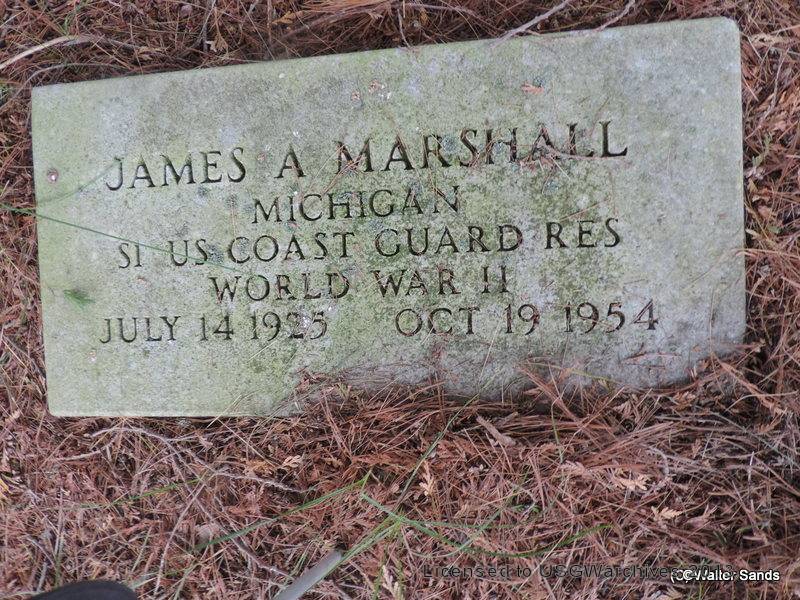 JAMES A MARSHALL
MICHIGAN
S1 US COAST GUARD RES
WORLD WAR II
JULY 14 1925 OCT 19 1954
Licensed to USGWarchives
(C) Walter Sands